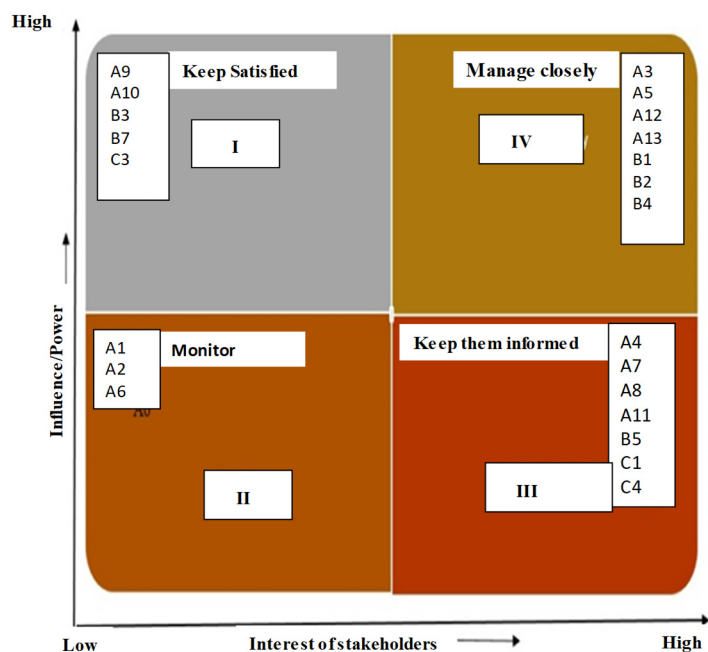 High
Keep Satisfied
A9
A10
B3
B7
C3
I
Manage closely
A3
A5
A12
A13
B1
B2
B4
IV
Influence/Power
Monitor
A1
A2
A6
II
Keep them informed
A4
A7
A8
A11
B5
C1
C4
III
Low
Interest of stakeholders
High